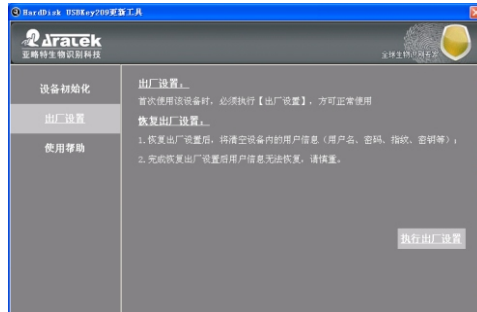 HardDisk USBKey209更新工具
Aratek
亚略特生物识别科技
设备初始化
出厂设置
使用帮助
出厂设置。
首次使用该设备时，必须执行【出厂设置】，方可正常使用
恢复出厂设置。
1.恢复出厂设置后，将清空设备内的用户信息（用户名、密码、指纹、密钥等）；
2.完成恢复出厂设置后用户信息无法恢复，请慎重。
执行出厂设置